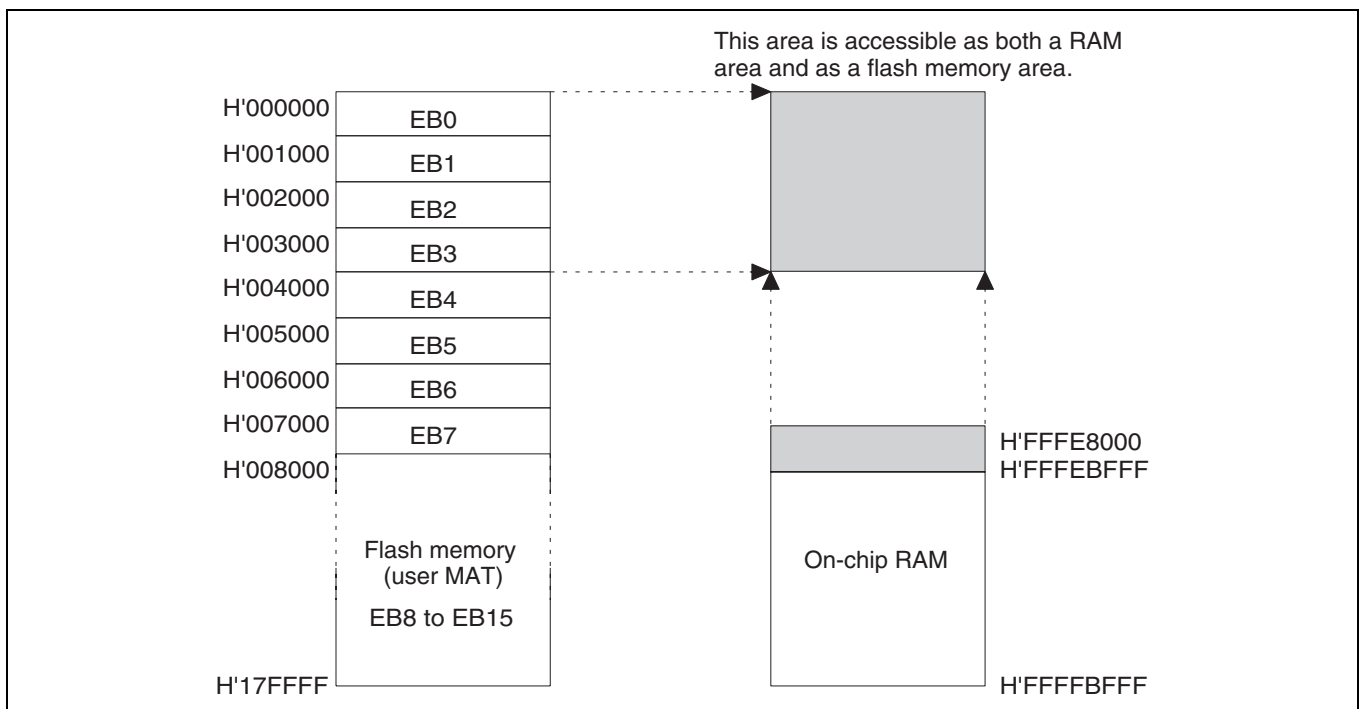 This area is accessible as both a RAM
area and as a flash memory area.
H'000000
EB0
H'001000
EB1
H'002000
EB2
H'003000
EB3
H'004000
EB4
H'005000
EB5
H'006000
EB6
H'007000
EB7
H'008000
Flash memory
(user MAT)
EB8 to EB15
H'17FFFF
H'FFFE8000
H'FFFEBFFF
On-chip RAM
H'FFFFBFFF